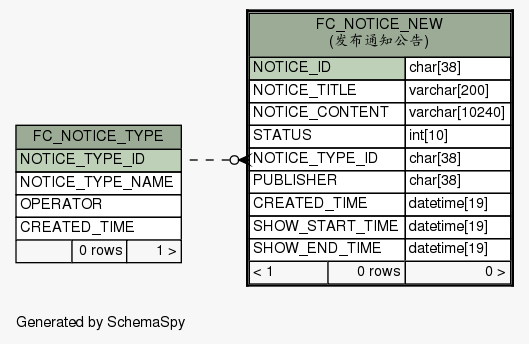 FC_NOTICE_NEW
(发布通知公告)
NOTICE_ID char[38]
NOTICE_TITLE varchar[200]
NOTICE_CONTENT varchar[10240]
STATUS int[10]
NOTICE_TYPE_ID char[38]
PUBLISHER char[38]
CREATED_TIME datetime[19]
SHOW_START_TIME datetime[19]
SHOW_END_TIME datetime[19]
< 1 0 rows 0 >
FC_NOTICE_TYPE
NOTICE_TYPE_ID
NOTICE_TYPE_NAME
OPERATOR
CREATED_TIME
0 rows 1 >
Generated by SchemaSpy